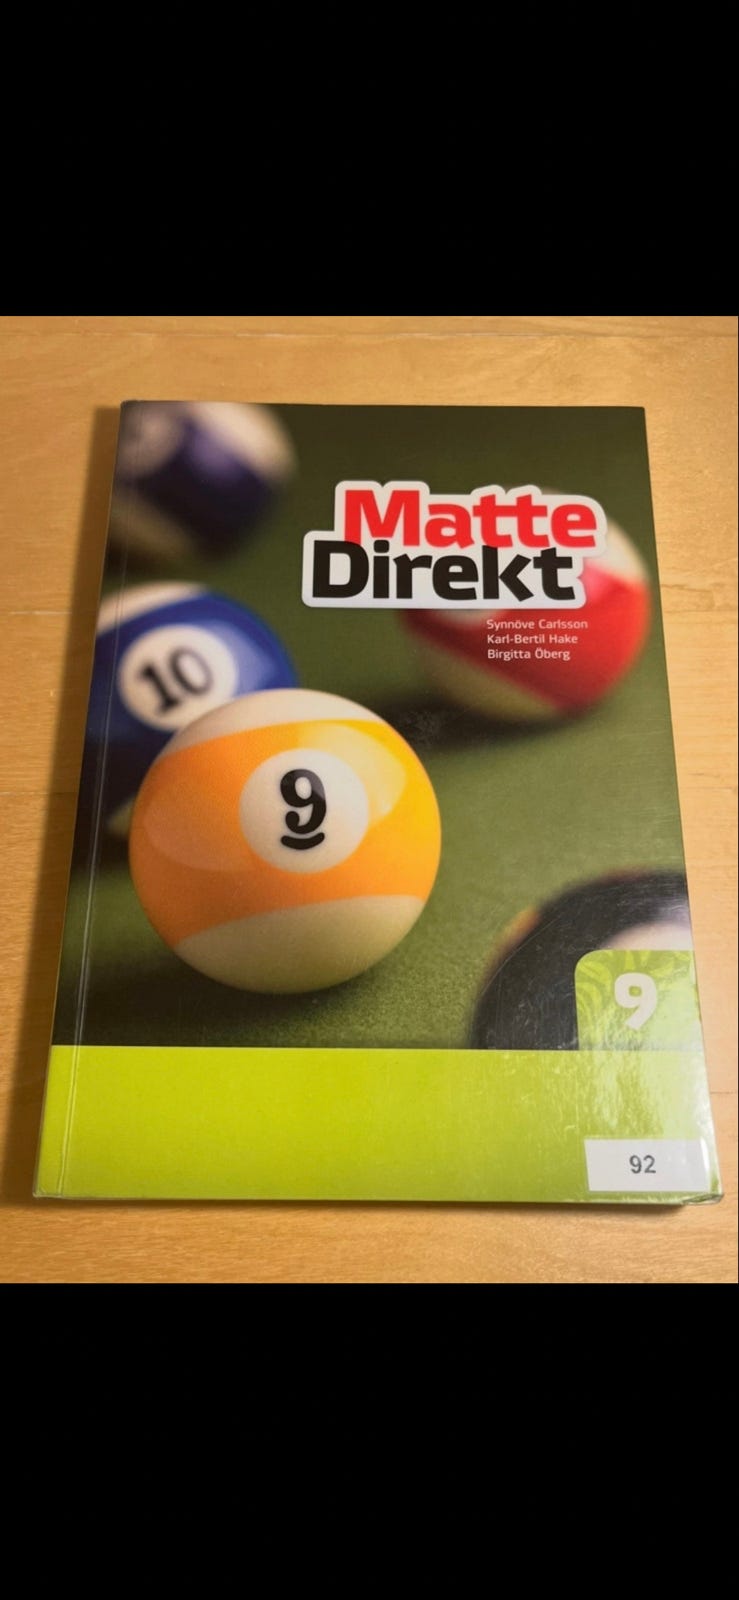 Matte
Direkt
Synnöve Carlsson
Karl-Bertil Hake
Birgitta Öberg
10
9
9
92